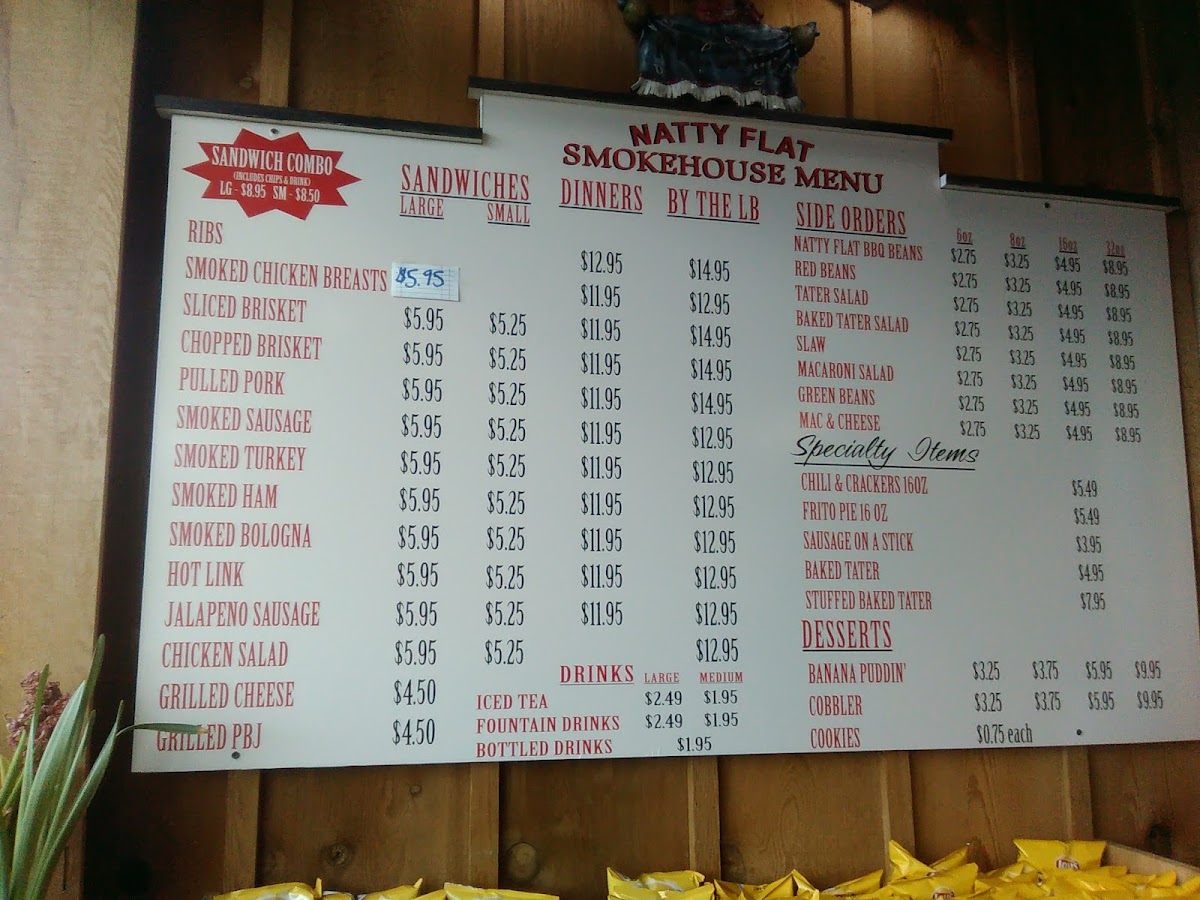 NATTY FLAT
SMOKEHOUSE MENU
SANDWICH COMBO
(INCLUDES CHIPS & DRINK)
LG - $8.95 SM - $8.50
SANDWICHES DINNERS BY THE LB
LARGE SMALL
RIBS $12.95 $14.95
SMOKED CHICKEN BREASTS $5.95 $11.95 $12.95
SLICED BRISKET $5.95 $5.25 $11.95 $14.95
CHOPPED BRISKET $5.95 $5.25 $11.95 $14.95
PULLED PORK $5.95 $5.25 $11.95 $14.95
SMOKED SAUSAGE $5.95 $5.25 $11.95 $12.95
SMOKED TURKEY $5.95 $5.25 $11.95 $12.95
SMOKED HAM $5.95 $5.25 $11.95 $12.95
SMOKED BOLOGNA $5.95 $5.25 $11.95 $12.95
HOT LINK $5.95 $5.25 $11.95 $12.95
JALAPENO SAUSAGE $5.95 $5.25 $11.95 $12.95
CHICKEN SALAD $5.95 $5.25 $12.95
GRILLED CHEESE $4.50
GRILLED PBJ $4.50
DRINKS LARGE MEDIUM
ICED TEA $2.49 $1.95
FOUNTAIN DRINKS $2.49 $1.95
BOTTLED DRINKS $1.95
SIDE ORDERS 6oz 8oz 16oz 32oz
NATTY FLAT BBQ BEANS $2.75 $3.25 $4.95 $8.95
RED BEANS $2.75 $3.25 $4.95 $8.95
TATER SALAD $2.75 $3.25 $4.95 $8.95
BAKED TATER SALAD $2.75 $3.25 $4.95 $8.95
SLAW $2.75 $3.25 $4.95 $8.95
MACARONI SALAD $2.75 $3.25 $4.95 $8.95
GREEN BEANS $2.75 $3.25 $4.95 $8.95
MAC & CHEESE $2.75 $3.25 $4.95 $8.95
Specialty Items
CHILI & CRACKERS 16OZ $5.49
FRITO PIE 16 OZ $5.49
SAUSAGE ON A STICK $3.95
BAKED TATER $4.95
STUFFED BAKED TATER $7.95
DESSERTS
BANANA PUDDIN' $3.25 $3.75 $5.95 $9.95
COBBLER $3.25 $3.75 $5.95 $9.95
COOKIES $0.75 each
Lay's